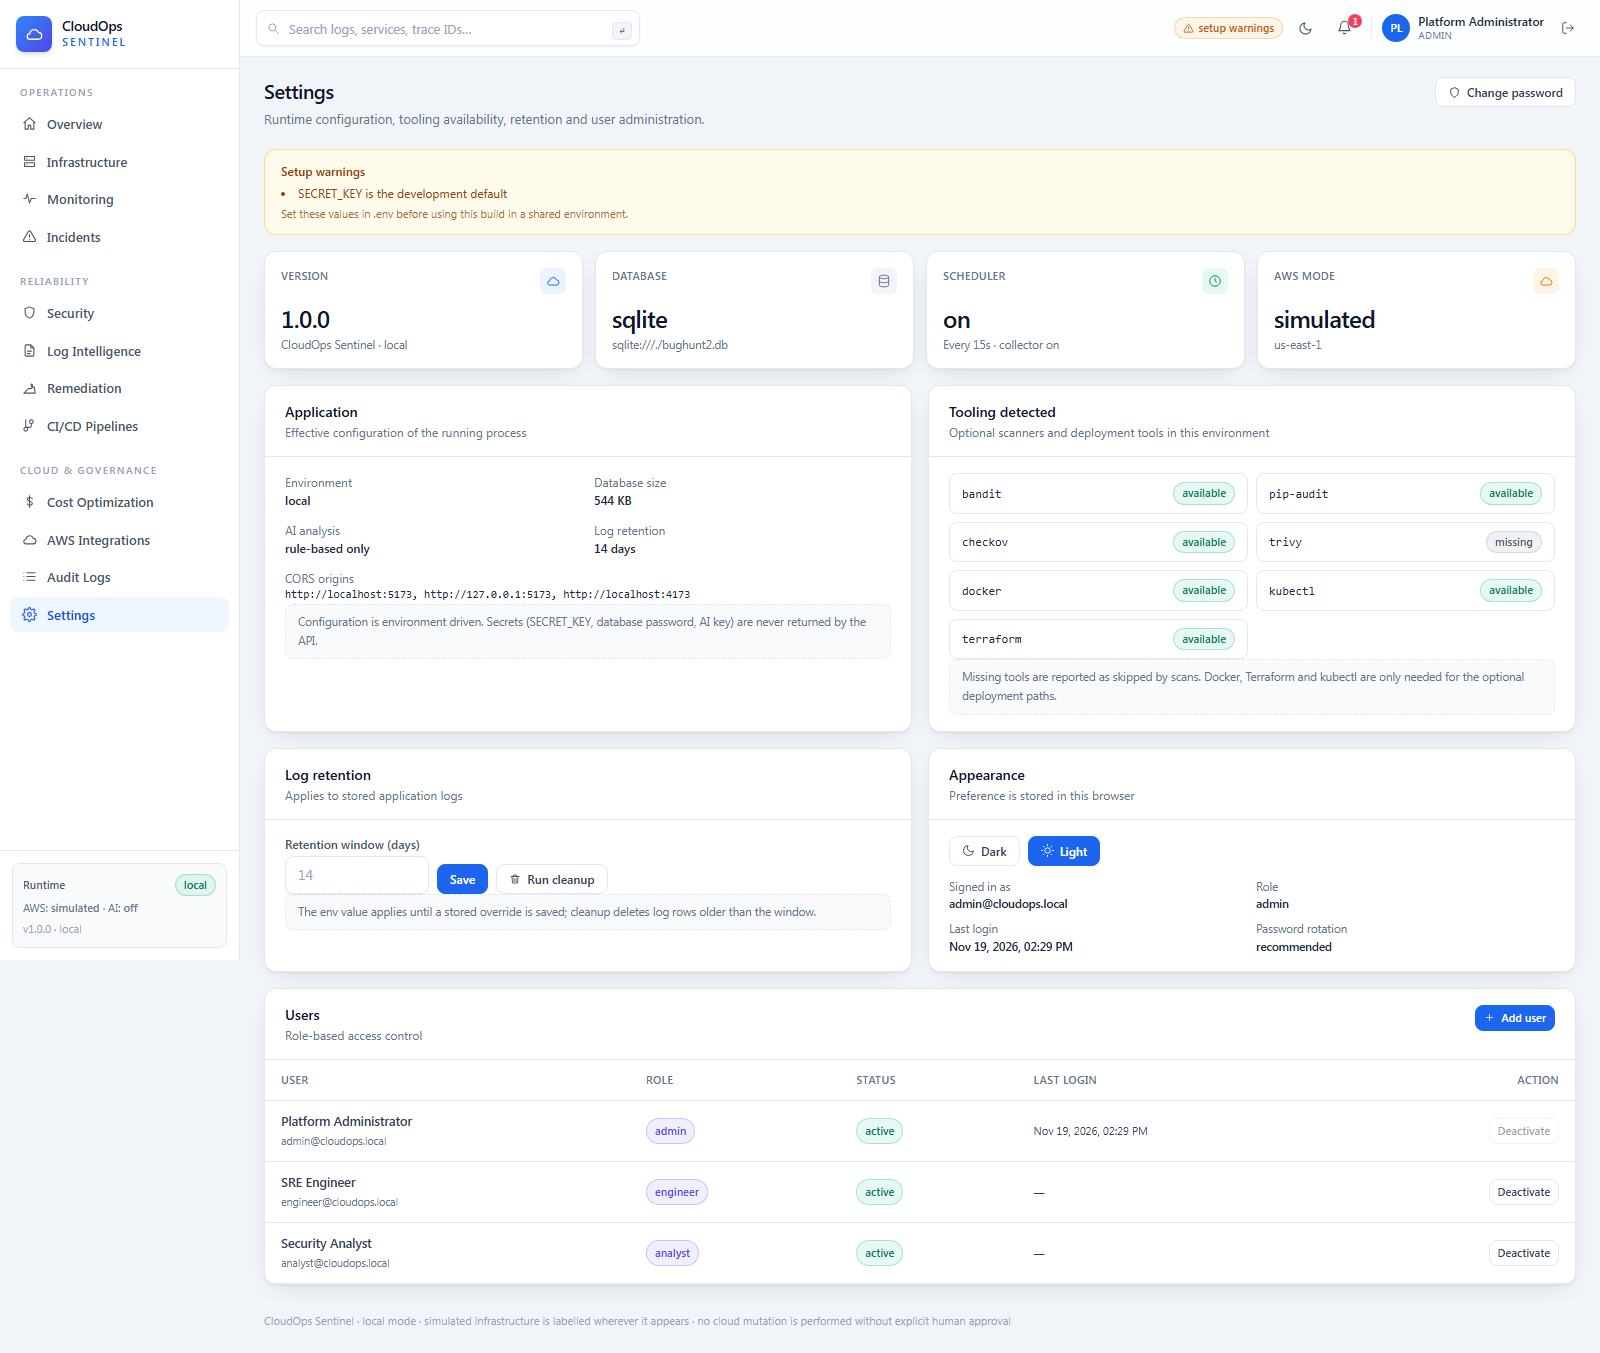 CloudOps
SENTINEL
OPERATIONS
Overview
Infrastructure
Monitoring
Incidents
RELIABILITY
Security
Log Intelligence
Remediation
CI/CD Pipelines
CLOUD & GOVERNANCE
Cost Optimization
AWS Integrations
Audit Logs
Settings
Runtime
local
AWS: simulated · AI: off
v1.0.0 · local
Search logs, services, trace IDs...
setup warnings
1
PL
Platform Administrator
ADMIN
Settings
Runtime configuration, tooling availability, retention and user administration.
Change password
Setup warnings
• SECRET_KEY is the development default
Set these values in .env before using this build in a shared environment.
VERSION
1.0.0
CloudOps Sentinel · local
DATABASE
sqlite
sqlite:///./bughunt2.db
SCHEDULER
on
Every 15s · collector on
AWS MODE
simulated
us-east-1
Application
Effective configuration of the running process
Environment
local
Database size
544 KB
AI analysis
rule-based only
Log retention
14 days
CORS origins
http://localhost:5173, http://127.0.0.1:5173, http://localhost:4173
Configuration is environment driven. Secrets (SECRET_KEY, database password, AI key) are never returned by the
API.
Tooling detected
Optional scanners and deployment tools in this environment
bandit available
pip-audit available
checkov available
trivy missing
docker available
kubectl available
terraform available
Missing tools are reported as skipped by scans. Docker, Terraform and kubectl are only needed for the optional
deployment paths.
Log retention
Applies to stored application logs
Retention window (days)
14
Save
Run cleanup
The env value applies until a stored override is saved; cleanup deletes log rows older than the window.
Appearance
Preference is stored in this browser
Dark
Light
Signed in as
admin@cloudops.local
Role
admin
Last login
Nov 19, 2026, 02:29 PM
Password rotation
recommended
Users
Role-based access control
+ Add user
USER ROLE STATUS LAST LOGIN ACTION
Platform Administrator
admin@cloudops.local
admin
active
Nov 19, 2026, 02:29 PM
Deactivate
SRE Engineer
engineer@cloudops.local
engineer
active
—
Deactivate
Security Analyst
analyst@cloudops.local
analyst
active
—
Deactivate
CloudOps Sentinel · local mode · simulated infrastructure is labelled wherever it appears · no cloud mutation is performed without explicit human approval